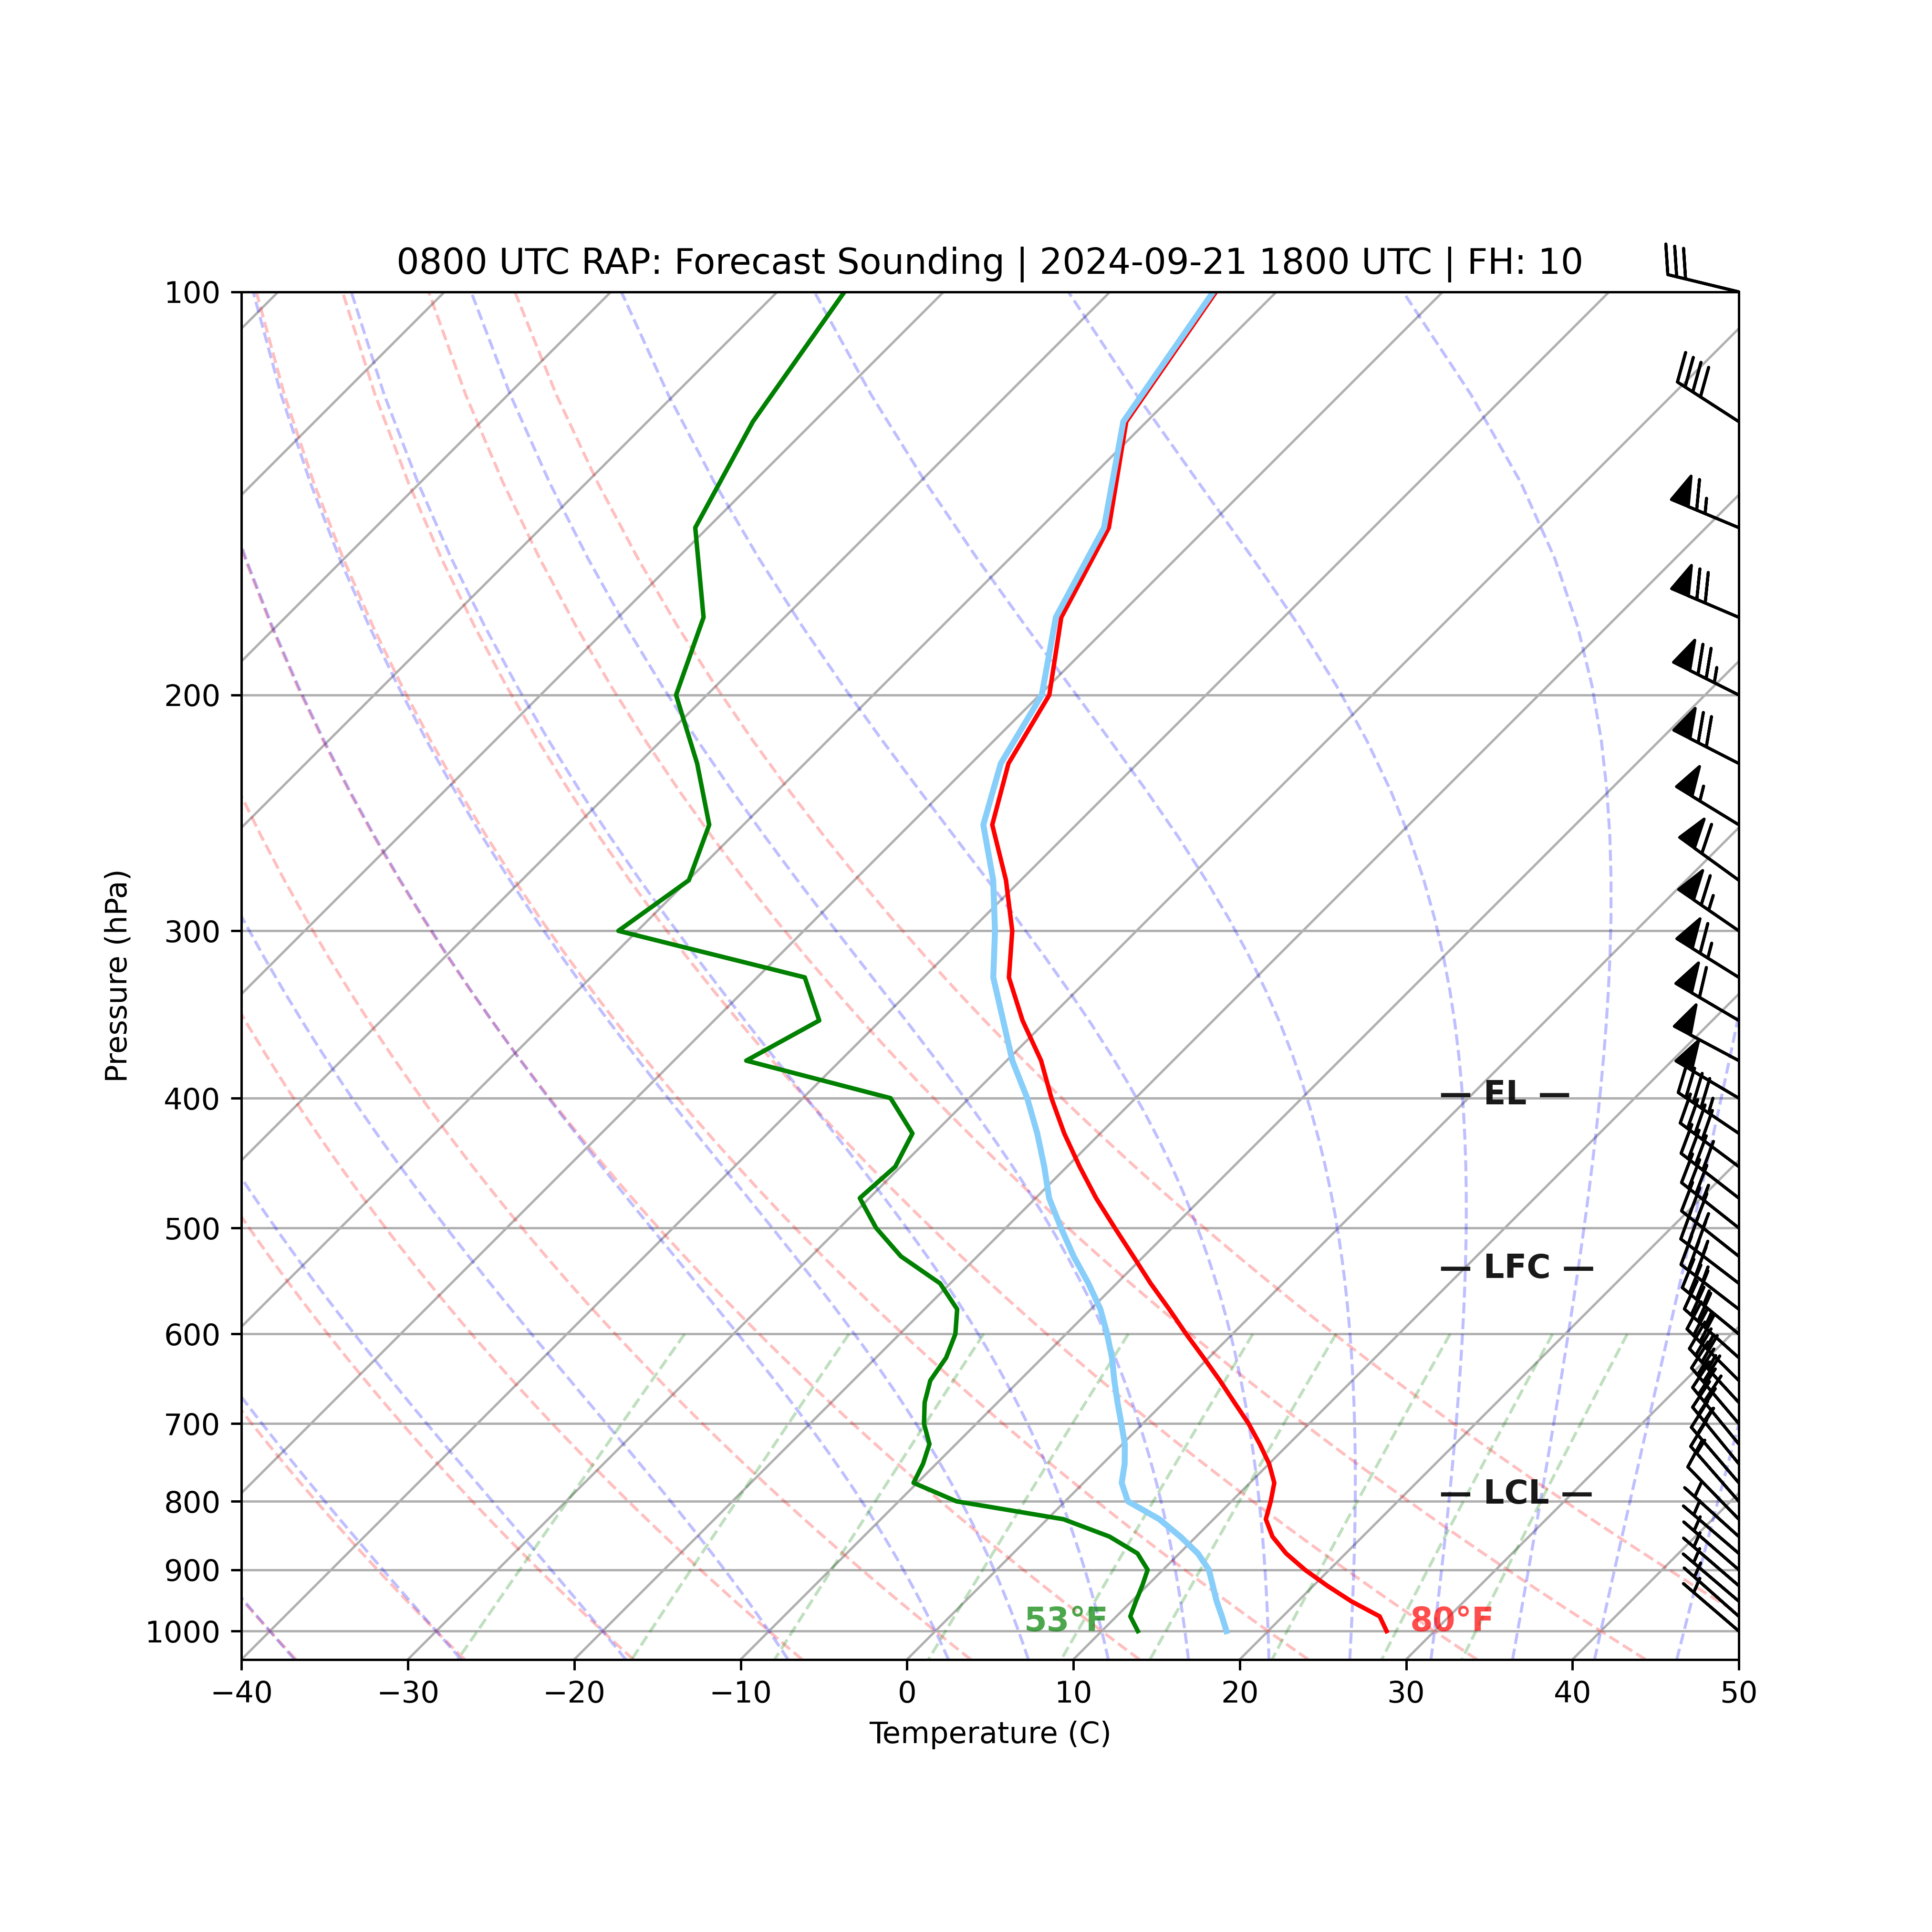 0800 UTC RAP: Forecast Sounding | 2024-09-21 1800 UTC | FH: 10
100
200
300
400
500
600
700
800
900
1000
Pressure (hPa)
— EL —
— LFC —
— LCL —
53°F
80°F
−40 −30 −20 −10 0 10 20 30 40 50
Temperature (C)